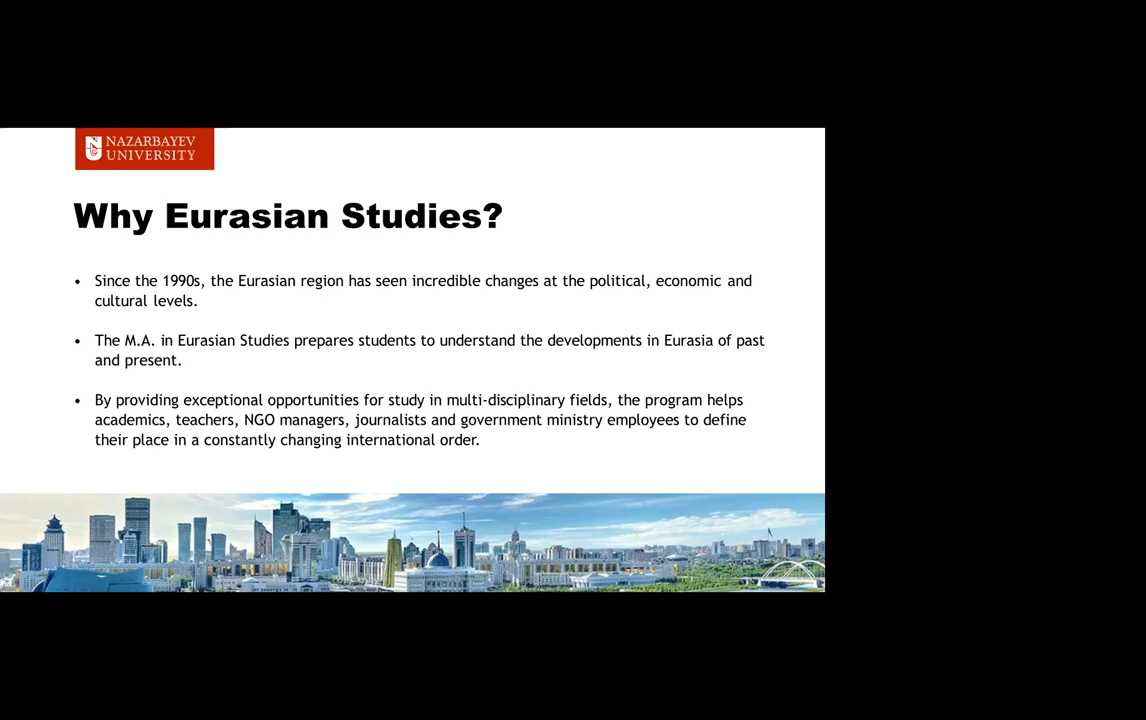 NAZARBAYEV
UNIVERSITY
Why Eurasian Studies?
• Since the 1990s, the Eurasian region has seen incredible changes at the political, economic and
cultural levels.
• The M.A. in Eurasian Studies prepares students to understand the developments in Eurasia of past
and present.
• By providing exceptional opportunities for study in multi-disciplinary fields, the program helps
academics, teachers, NGO managers, journalists and government ministry employees to define
their place in a constantly changing international order.